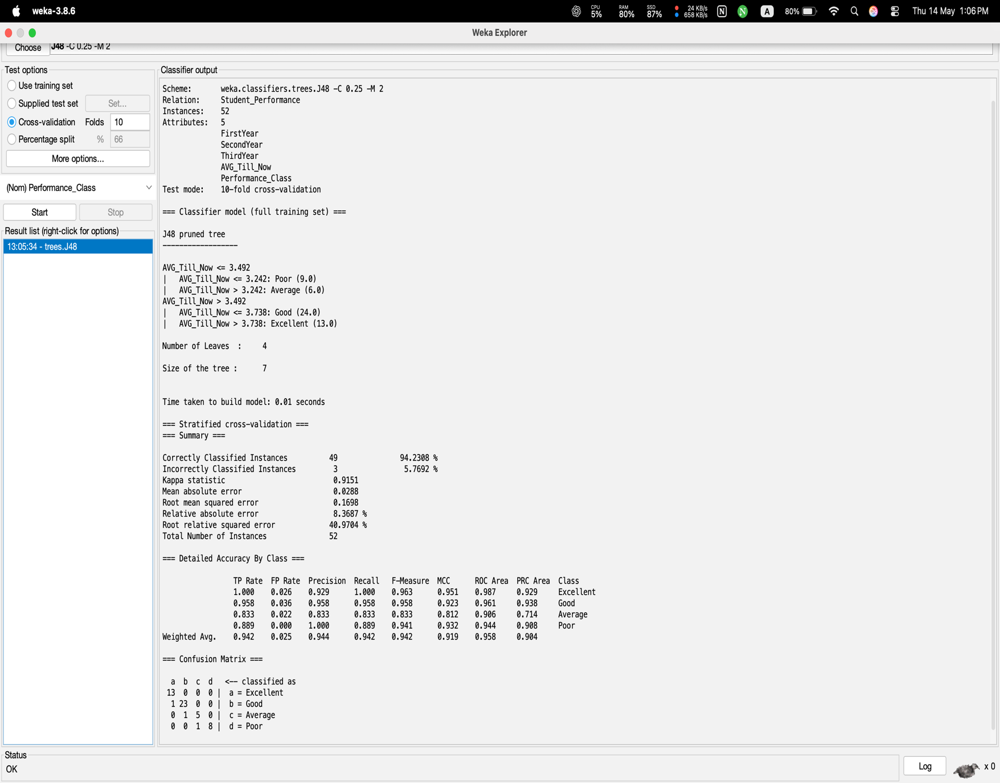 weka-3.8.6 CPU 5% RAM 80% SSD 87% 24 KB/s 658 KB/s N N A 80% Thu 14 May 1:06 PM
Weka Explorer
Choose J48 -C 0.25 -M 2
Test options
Use training set
Supplied test set Set...
Cross-validation Folds 10
Percentage split % 66
More options...
(Nom) Performance_Class
Start Stop
Result list (right-click for options)
13:05:34 - trees.J48
Classifier output
Scheme: weka.classifiers.trees.J48 -C 0.25 -M 2
Relation: Student_Performance
Instances: 52
Attributes: 5
FirstYear
SecondYear
ThirdYear
AVG_Till_Now
Performance_Class
Test mode: 10-fold cross-validation
=== Classifier model (full training set) ===
J48 pruned tree
------------------
AVG_Till_Now <= 3.492
| AVG_Till_Now <= 3.242: Poor (9.0)
| AVG_Till_Now > 3.242: Average (6.0)
AVG_Till_Now > 3.492
| AVG_Till_Now <= 3.738: Good (24.0)
| AVG_Till_Now > 3.738: Excellent (13.0)
Number of Leaves : 4
Size of the tree : 7
Time taken to build model: 0.01 seconds
=== Stratified cross-validation ===
=== Summary ===
Correctly Classified Instances 49 94.2308 %
Incorrectly Classified Instances 3 5.7692 %
Kappa statistic 0.9151
Mean absolute error 0.0288
Root mean squared error 0.1698
Relative absolute error 8.3687 %
Root relative squared error 40.9704 %
Total Number of Instances 52
=== Detailed Accuracy By Class ===
TP Rate FP Rate Precision Recall F-Measure MCC ROC Area PRC Area Class
1.000 0.026 0.929 1.000 0.963 0.951 0.987 0.929 Excellent
0.958 0.036 0.958 0.958 0.958 0.923 0.961 0.938 Good
0.833 0.022 0.833 0.833 0.833 0.812 0.906 0.714 Average
0.889 0.000 1.000 0.889 0.941 0.932 0.944 0.908 Poor
Weighted Avg. 0.942 0.025 0.944 0.942 0.942 0.919 0.958 0.904
=== Confusion Matrix ===
a b c d <-- classified as
13 0 0 0 | a = Excellent
1 23 0 0 | b = Good
0 1 5 0 | c = Average
0 0 1 8 | d = Poor
Status
OK
Log x 0